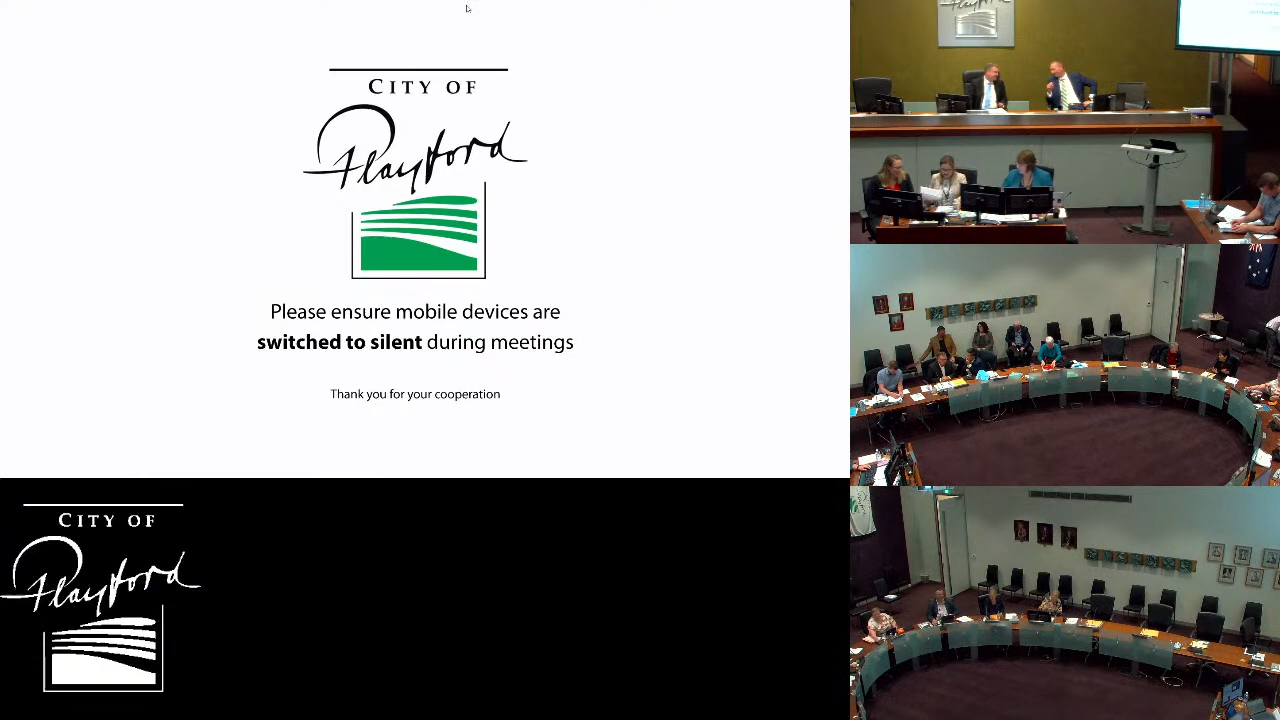 CITY OF
Playford
Please ensure mobile devices are
switched to silent during meetings
Thank you for your cooperation
CITY OF
Playford
Playford